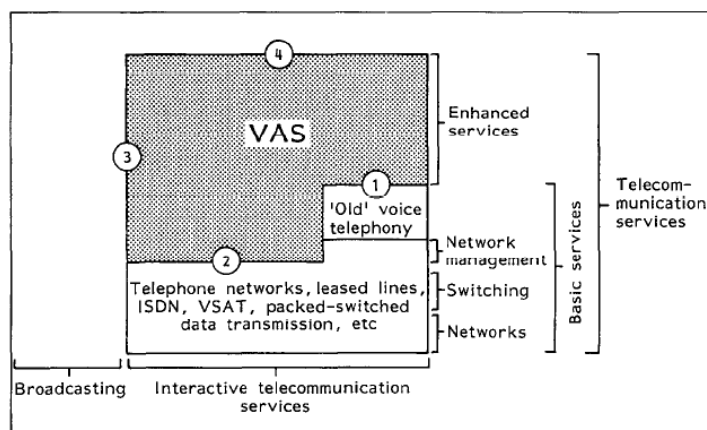 4
VAS
3
Enhanced
services
1
'Old' voice
telephony
Telecom-
munication
services
Network
management
2
Telephone networks, leased lines,
ISDN, VSAT, packed-switched
data transmission, etc
Switching
Networks
Basic services
Broadcasting
Interactive telecommunication
services